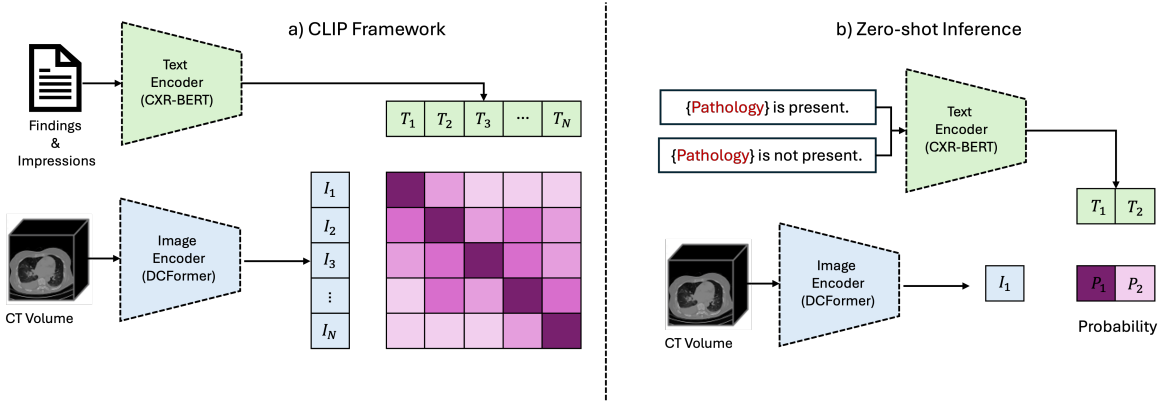 a) CLIP Framework
Text
Encoder
(CXR-BERT)
Findings
&
Impressions
T1 T2 T3 ⋯ TN
Image
Encoder
(DCFormer)
CT Volume
I1
I2
I3
⋮
IN
b) Zero-shot Inference
{Pathology} is present.
{Pathology} is not present.
Text
Encoder
(CXR-BERT)
T1 T2
Image
Encoder
(DCFormer)
CT Volume
I1
P1 P2
Probability